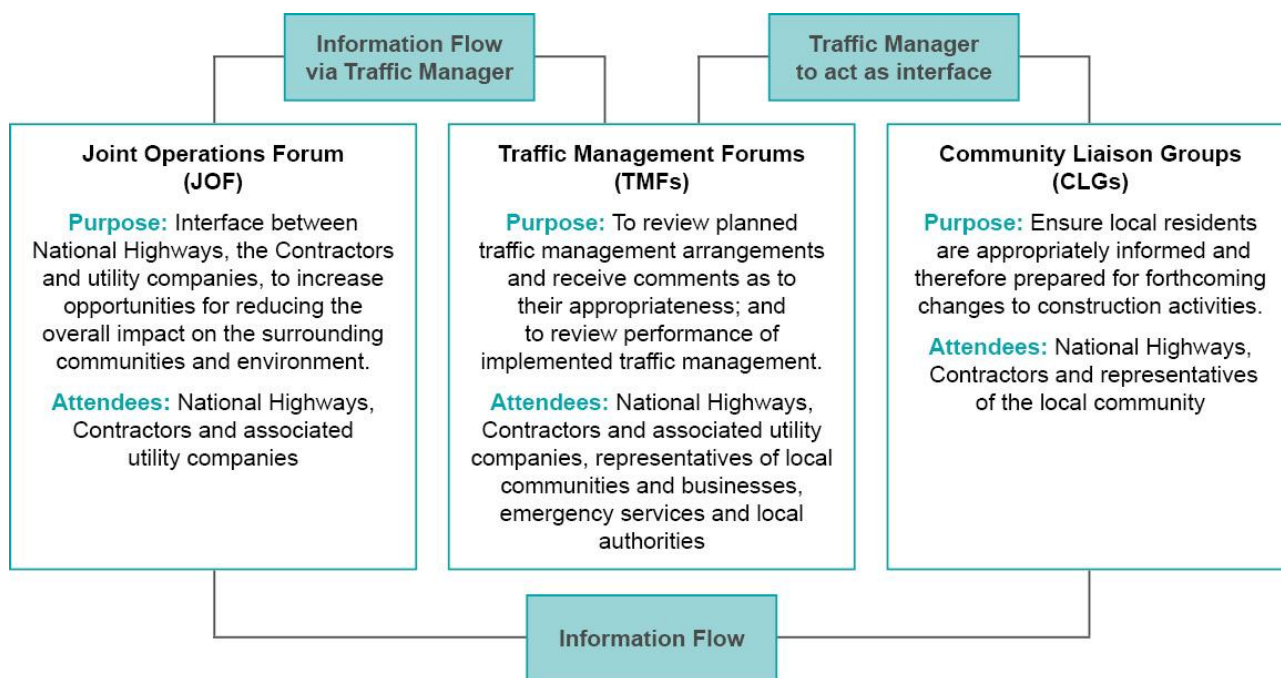 Information Flow
via Traffic Manager
Traffic Manager
to act as interface
Joint Operations Forum
(JOF)
Purpose: Interface between
National Highways, the Contractors
and utility companies, to increase
opportunities for reducing the
overall impact on the surrounding
communities and environment.
Attendees: National Highways,
Contractors and associated
utility companies
Traffic Management Forums
(TMFs)
Purpose: To review planned
traffic management arrangements
and receive comments as to
their appropriateness; and
to review performance of
implemented traffic management.
Attendees: National Highways,
Contractors and associated utility
companies, representatives of local
communities and businesses,
emergency services and local
authorities
Community Liaison Groups
(CLGs)
Purpose: Ensure local residents
are appropriately informed and
therefore prepared for forthcoming
changes to construction activities.
Attendees: National Highways,
Contractors and representatives
of the local community
Information Flow